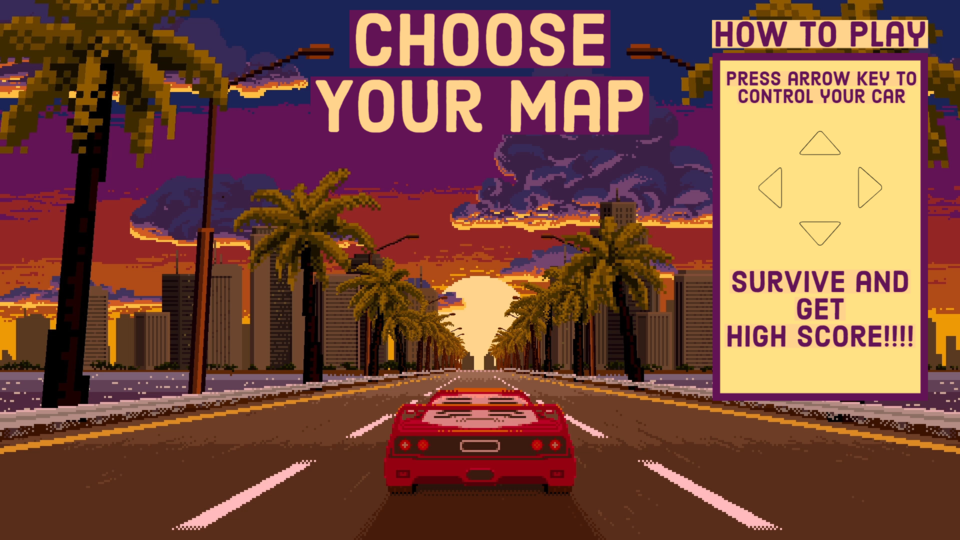 CHOOSE
YOUR MAP
HOW TO PLAY
PRESS ARROW KEY TO
CONTROL YOUR CAR
SURVIVE AND
GET
HIGH SCORE!!!!